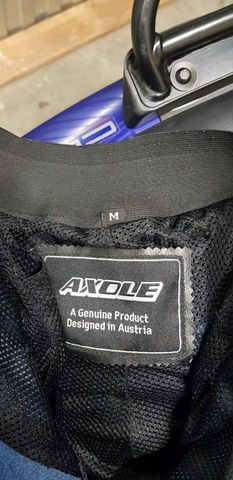 M
AXOLE
A Genuine Product
Designed in Austria